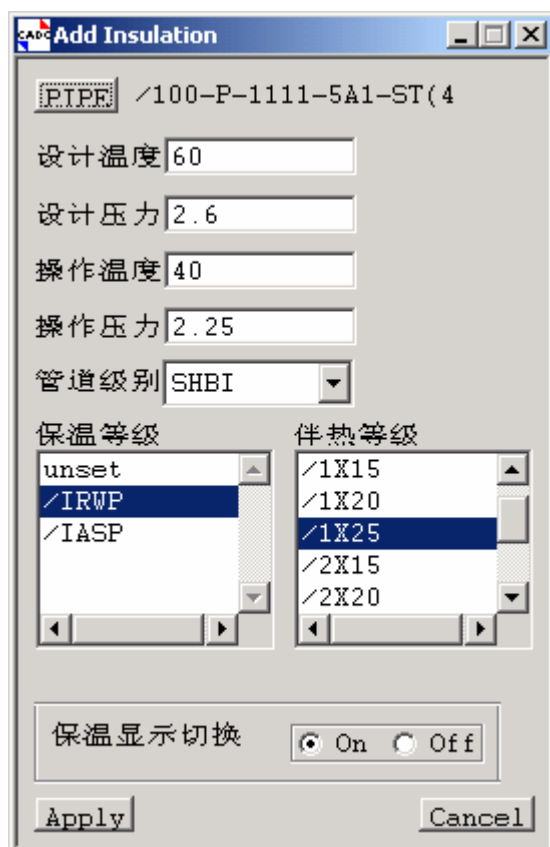 CADC Add Insulation
PIPE /100-P-1111-5A1-ST(4
设计温度 60
设计压力 2.6
操作温度 40
操作压力 2.25
管道级别 SHBI
保温等级 伴热等级
unset /1X15
/IRWP /1X20
/IASP /1X25
/2X15
/2X20
保温显示切换 On Off
Apply Cancel